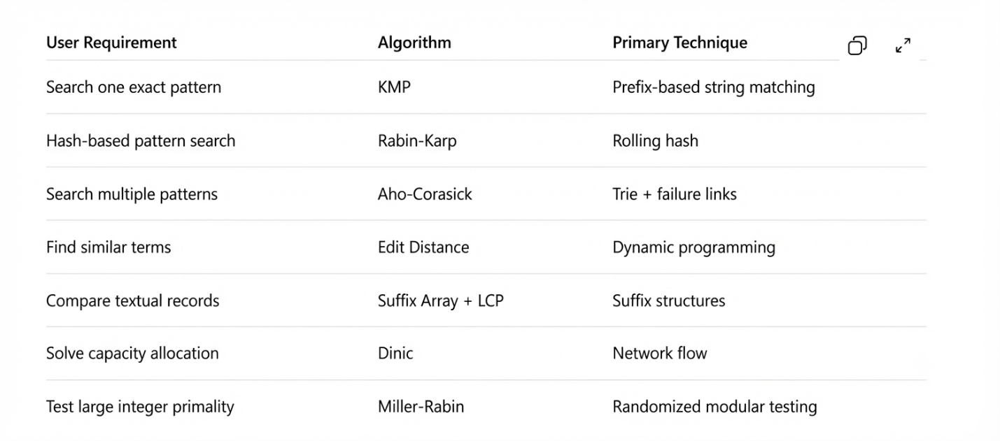 User Requirement Algorithm Primary Technique
Search one exact pattern KMP Prefix-based string matching
Hash-based pattern search Rabin-Karp Rolling hash
Search multiple patterns Aho-Corasick Trie + failure links
Find similar terms Edit Distance Dynamic programming
Compare textual records Suffix Array + LCP Suffix structures
Solve capacity allocation Dinic Network flow
Test large integer primality Miller-Rabin Randomized modular testing